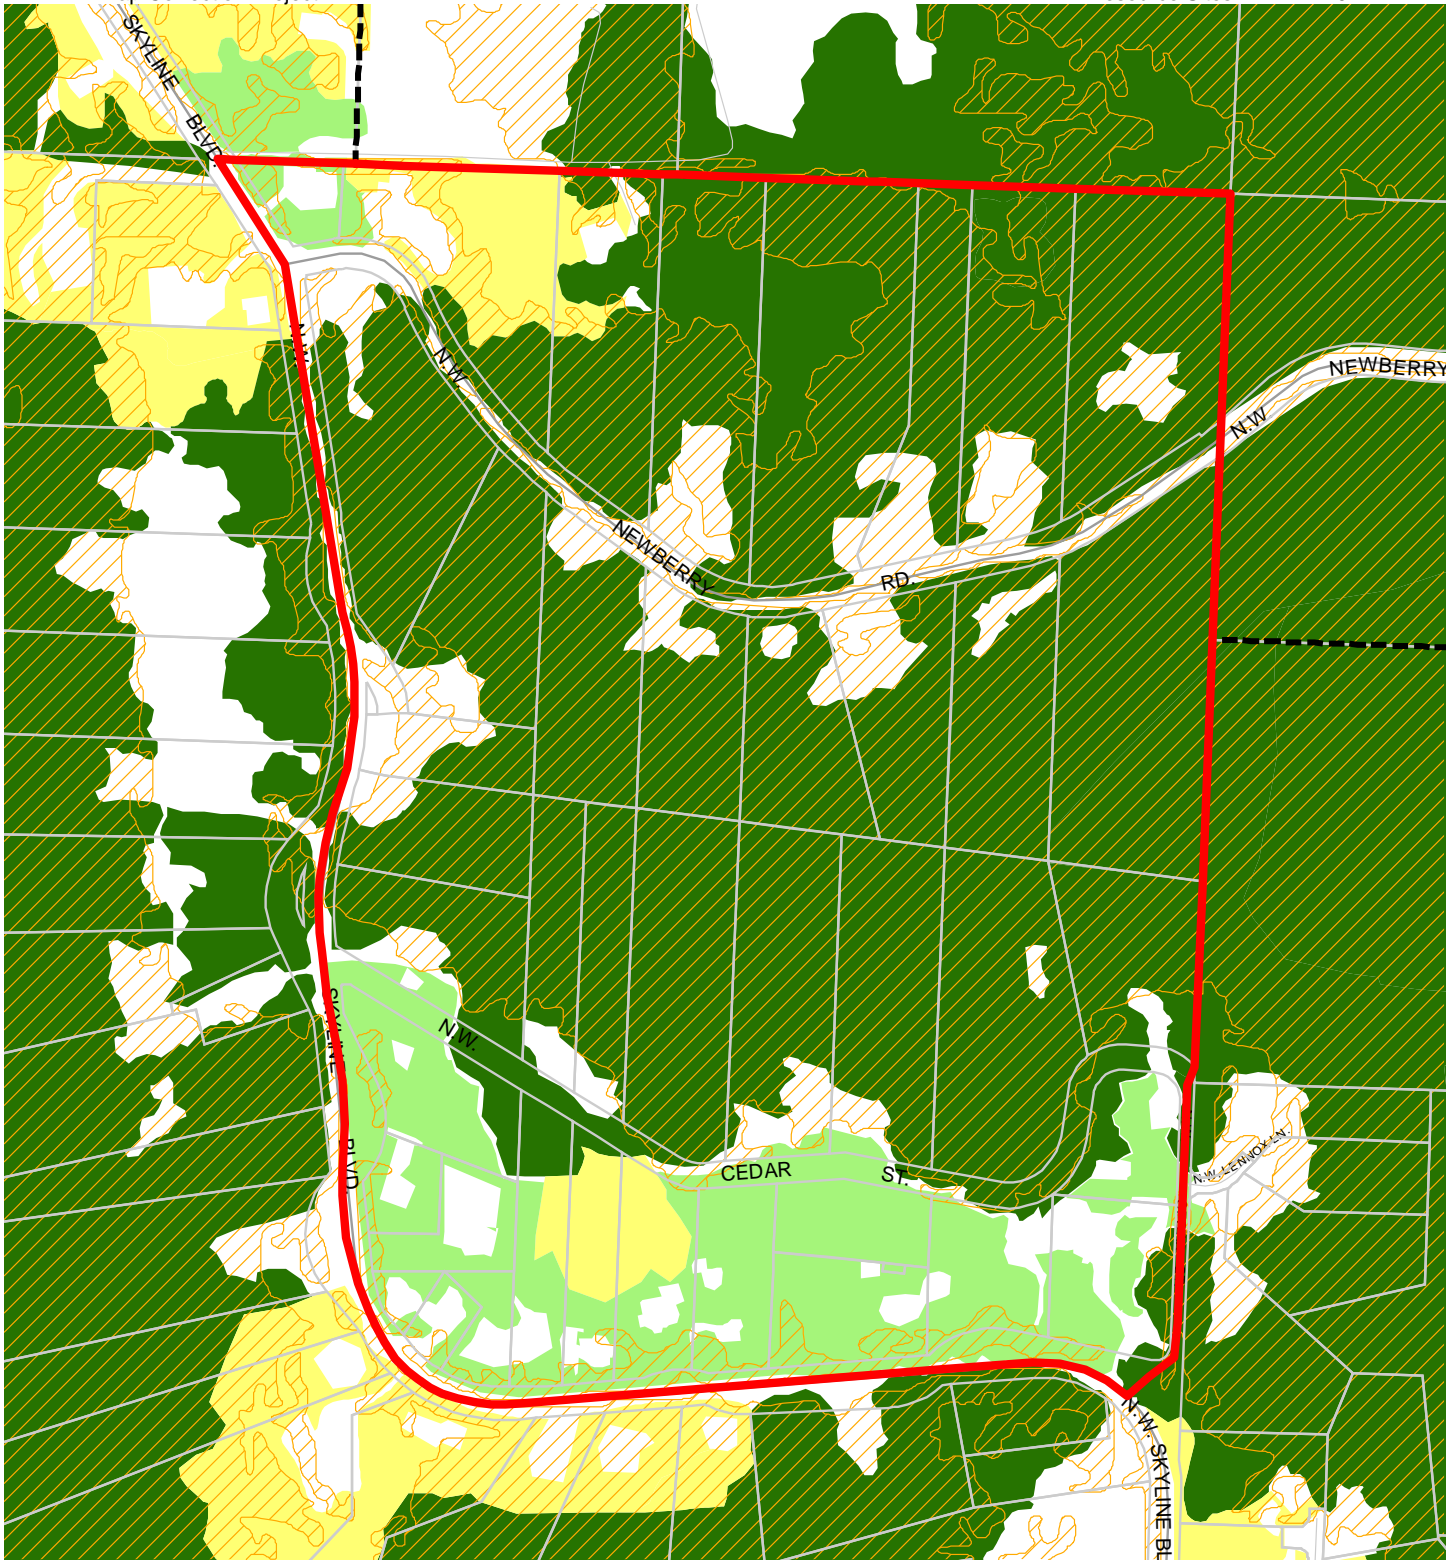 SKYLINE
BLVD.
N.W.
N.W.
NEWBERRY
N.W
NEWBERRY
RD.
SKYLINE
N.W.
BLVD.
CEDAR
ST.
N.W. LENNOX LN.
N.W. SKYLINE BL